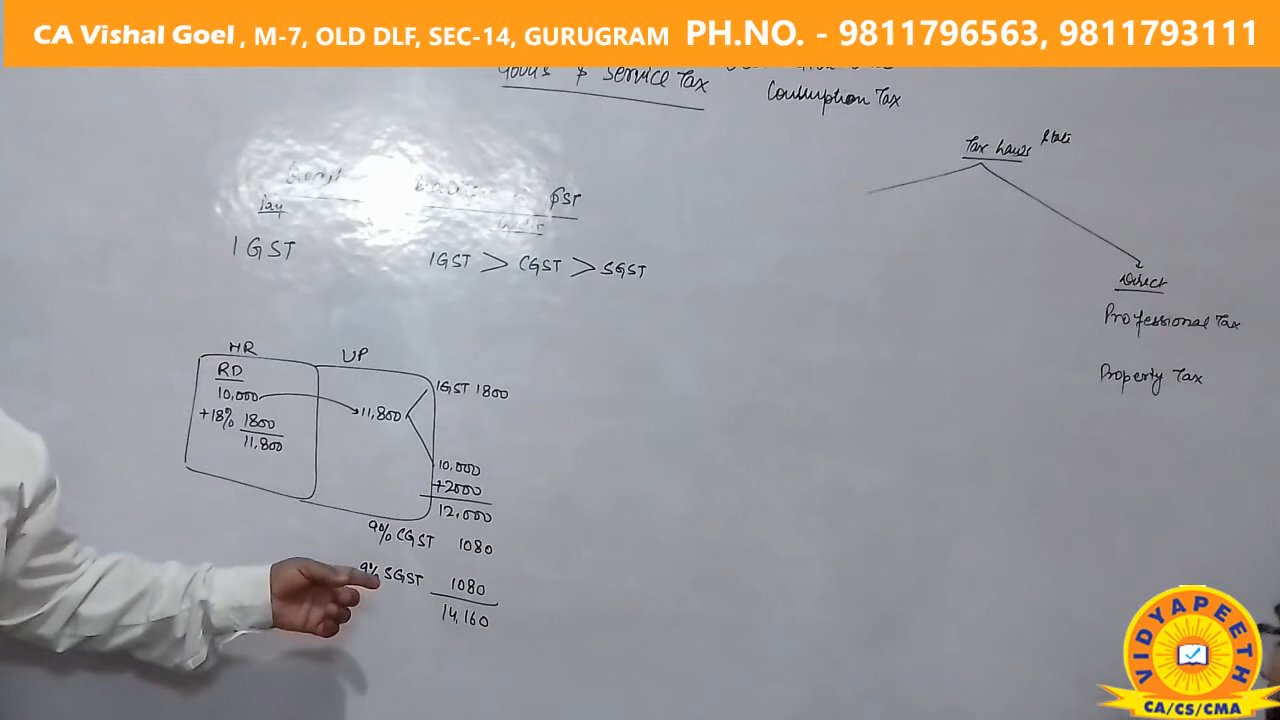 CA Vishal Goel , M-7, OLD DLF, SEC-14, GURUGRAM PH.NO. - 9811796563, 9811793111
Goods & Service Tax
Consumption Tax
Tax Laws State
GST
Pay
IGST
IGST > CGST > SGST
Direct
Professional Tax
Property Tax
HR UP
RD
10,000
+18% 1800
11,800
11,800
IGST 1800
10,000
+2000
12,000
9% CGST 1080
9% SGST 1080
14,160
VIDYAPEETH
CA/CS/CMA